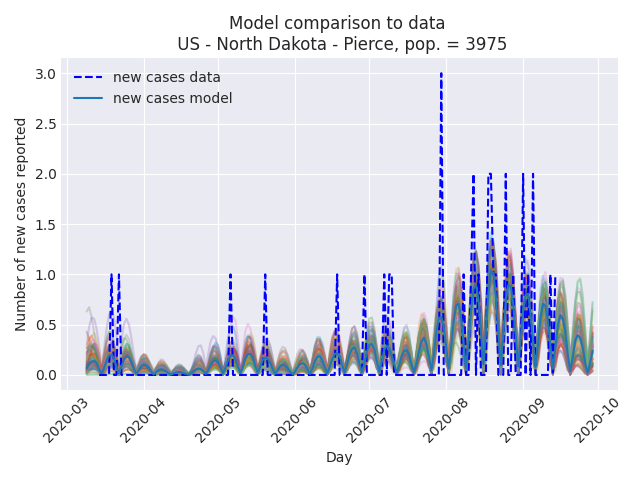 Model comparison to data
US - North Dakota - Pierce, pop. = 3975
new cases data
new cases model
Number of new cases reported
3.0
2.5
2.0
1.5
1.0
0.5
0.0
2020-03
2020-04
2020-05
2020-06
2020-07
2020-08
2020-09
2020-10
Day